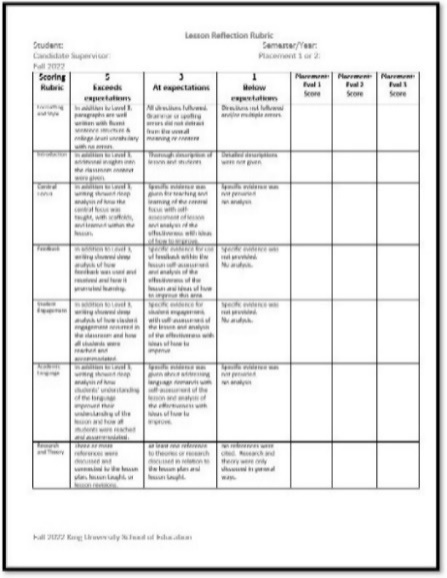 Lesson Reflection Rubric
Student: Semester/Year:
Candidate Supervisor: Placement 1 or 2:
Fall 2022
Scoring Rubric
5
Exceeds
expectations
3
At expectations
1
Below
expectations
Placement:
Eval 1
Score
Placement:
Eval 2
Score
Placement:
Eval 3
Score
Formatting
and Style
In addition to Level 3,
paragraphs are well
written with fluent
sentence structure &
college level vocabulary
with no errors.
All directions followed.
Grammar or spelling
errors did not detract
from the overall
meaning or content
Directions not followed
and/or multiple errors.
Introduction
In addition to Level 3,
additional insights into
the classroom context
were given.
Thorough description of
lesson and students
Detailed descriptions
were not given.
Central
Focus
In addition to Level 3,
writing showed deep
analysis of how the
central focus was
taught, with scaffolds,
and learned within the
lesson.
Specific evidence was
given for teaching and
learning of the central
focus with self-
assessment of lesson
and analysis of the
effectiveness with ideas
of how to improve.
Specific evidence was
not provided.
no analysis
Feedback
In addition to Level 3,
writing showed deep
analysis of how
feedback was used and
received and how it
promoted learning.
Specific evidence for use
of feedback within the
lesson self-assessment
and analysis of the
effectiveness of the
lesson and ideas of how
to improve this area.
Specific evidence was
not provided.
No analysis.
Student
Engagement
In addition to Level 3,
writing showed deep
analysis of how student
engagement occurred in
the classroom and how
all students were
reached and
accommodated.
Specific evidence for
student engagement,
with self-assessment of
the lesson and analysis
of the effectiveness with
ideas of how to
improve
Specific evidence was
not provided.
No analysis.
Academic
Language
In addition to Level 3,
writing showed deep
analysis of how
students' understanding
of the language
improved their
understanding of the
lesson and how all
students were reached
and accommodated.
Specific evidence was
given about addressing
language demands with
self-assessment of the
lesson and analysis of
the effectiveness with
ideas of how to
improve.
Specific evidence was
not provided
no analysis
Research
and Theory
Three or more
references were
discussed and
connected to the lesson
plan, lesson taught, or
lesson revisions.
at least one reference
to theories or research
discussed in relation to
the lesson plan and
lesson taught.
no references were
cited. Research and
theory were only
discussed in general
ways.
Fall 2022 King University School of Education